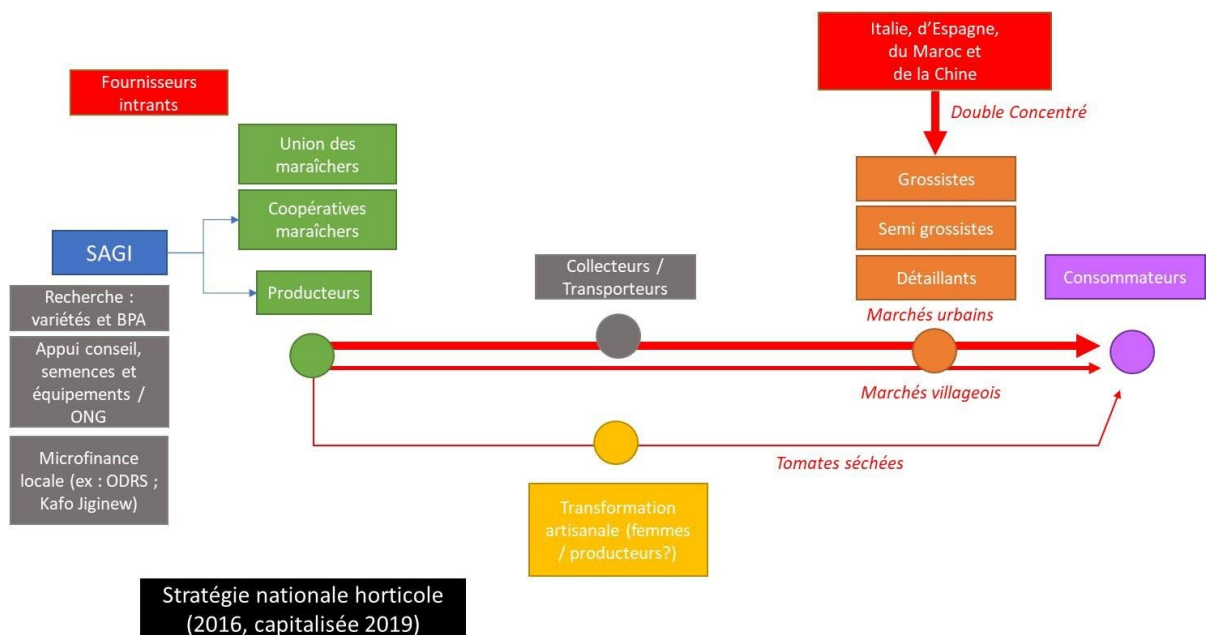 Italie, d'Espagne,
du Maroc et
de la Chine
Fournisseurs
intrants
Double Concentré
Union des
maraîchers
Grossistes
Coopératives
maraîchers
Semi grossistes
SAGI
Collecteurs /
Transporteurs
Détaillants
Consommateurs
Producteurs
Recherche :
variétés et BPA
Marchés urbains
Appui conseil,
semences et
équipements /
ONG
Marchés villageois
Microfinance
locale (ex : ODRS ;
Kafo Jiginew)
Tomates séchées
Transformation
artisanale (femmes
/ producteurs?)
Stratégie nationale horticole
(2016, capitalisée 2019)